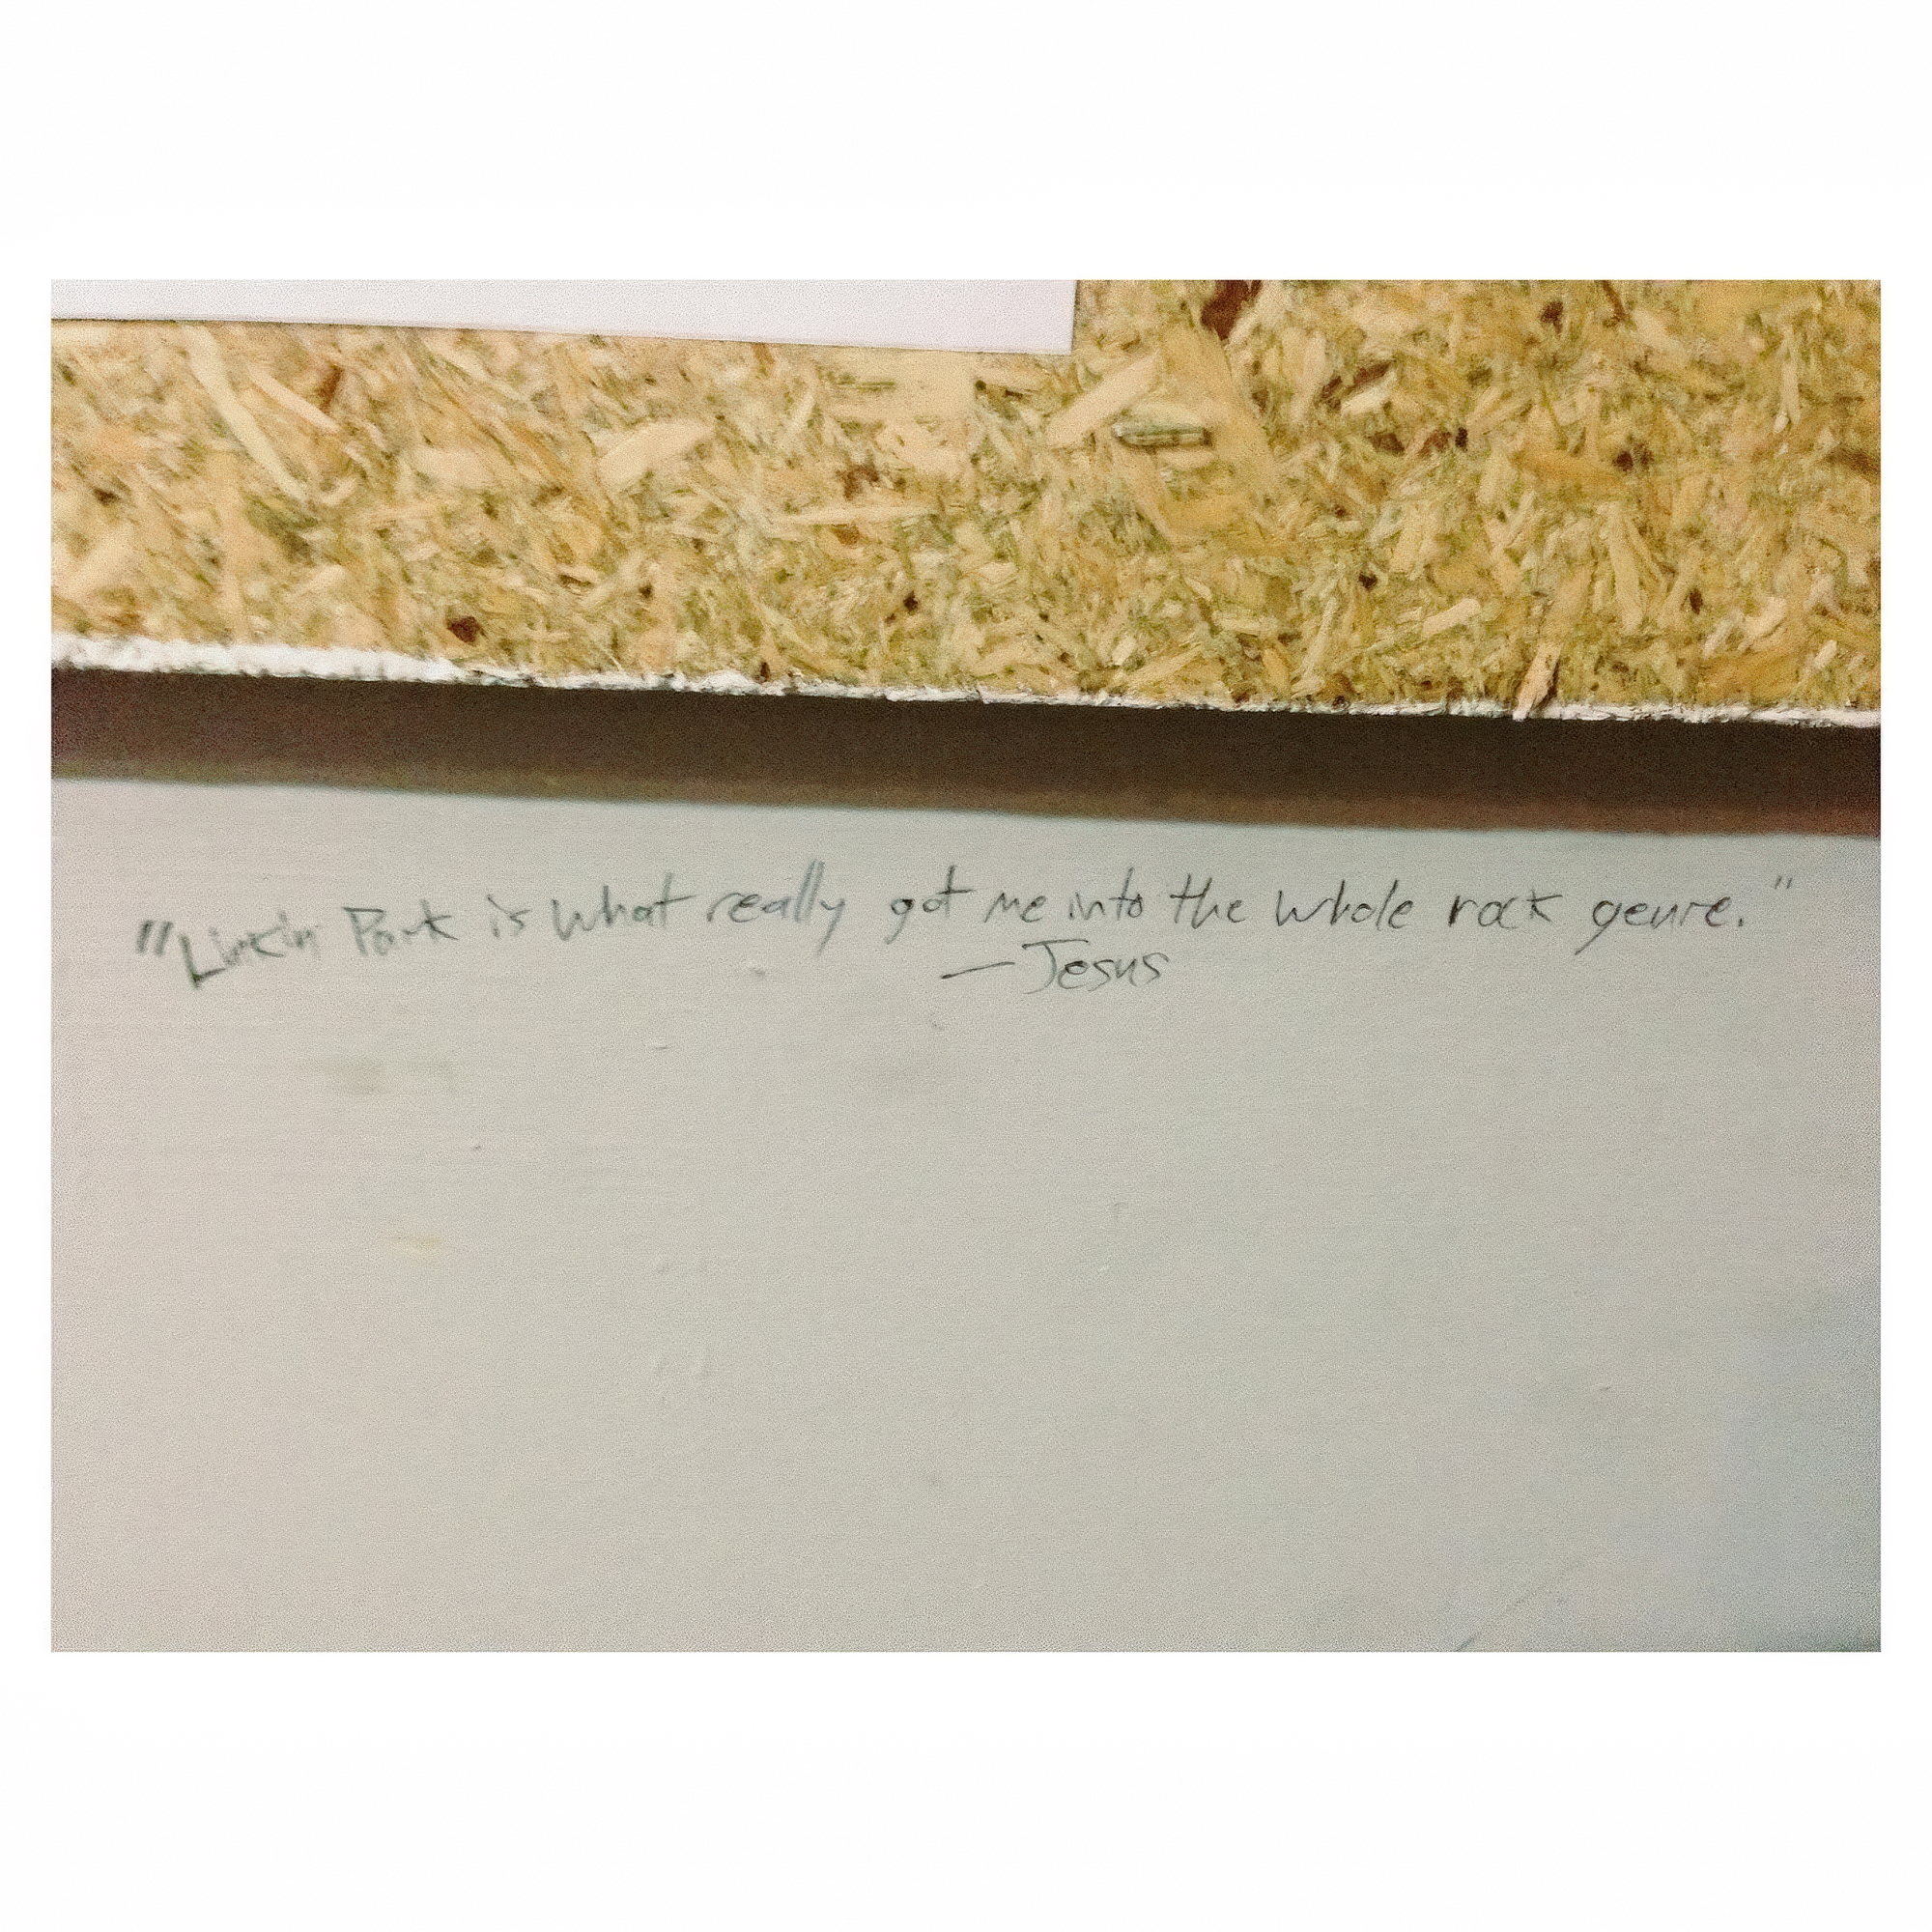 "Linkin Park is what really got me into the whole rock genre."
—Jesus